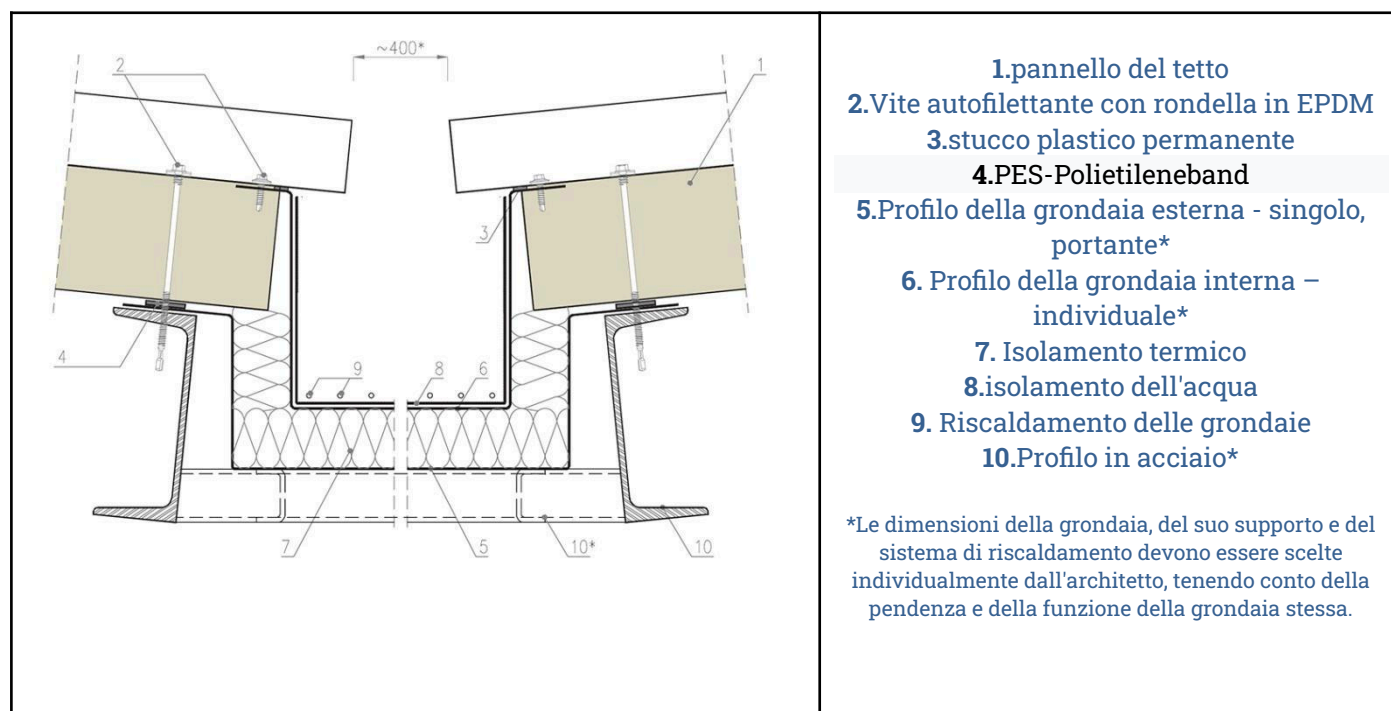 ~400*
2
1
3
4
9
8
6
7
5
10*
10
1.pannello del tetto
2.Vite autofilettante con rondella in EPDM
3.stucco plastico permanente
4.PES-Polietileneband
5.Profilo della grondaia esterna - singolo,
portante*
6. Profilo della grondaia interna –
individuale*
7. Isolamento termico
8.isolamento dell'acqua
9. Riscaldamento delle grondaie
10.Profilo in acciaio*
*Le dimensioni della grondaia, del suo supporto e del
sistema di riscaldamento devono essere scelte
individualmente dall'architetto, tenendo conto della
pendenza e della funzione della grondaia stessa.